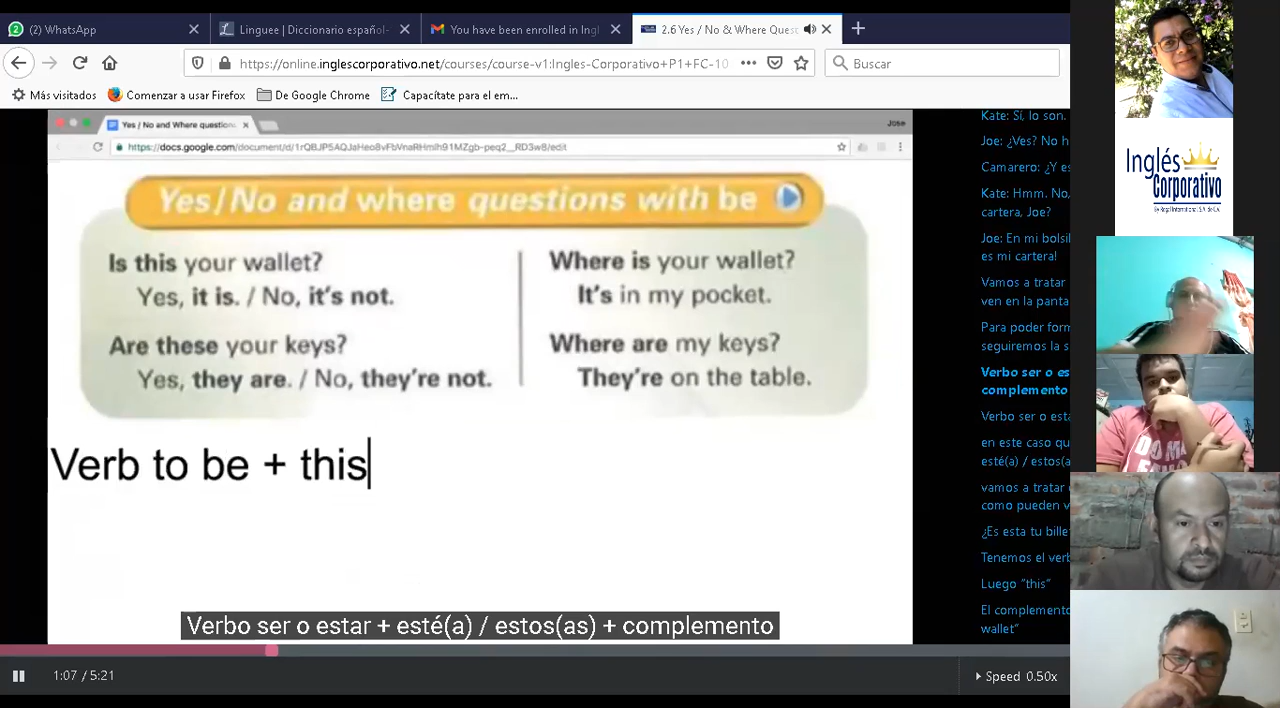 (2) WhatsApp
Linguee | Diccionario español-
You have been enrolled in Ingl
2.6 Yes / No & Where Ques
https://online.inglescorporativo.net/courses/course-v1:Ingles-Corporativo+P1+FC-10
Buscar
Más visitados
Comenzar a usar Firefox
De Google Chrome
Capacítate para el em...
Yes / No and Where question
Jose
Yes/No and where questions with be
Is this your wallet?
Yes, it is. / No, it's not.
Are these your keys?
Yes, they are. / No, they're not.
Where is your wallet?
It's in my pocket.
Where are my keys?
They're on the table.
Verb to be + this
Verbo ser o estar + esté(a) / estos(as) + complemento
1:07 / 5:21
Speed 0.50x
Kate: Sí, lo son.
Joe: ¿Ves? No h
Camarero: ¿Y es
Kate: Hmm. No,
cartera, Joe?
Joe: En mi bolsil
es mi cartera!
Vamos a tratar
ven en la panta
Para poder form
seguiremos la s
Verbo ser o es
complemento
Verbo ser o esta
en este caso qu
esté(a) / estos(a
vamos a tratar
como pueden v
¿Es esta tu bille
Tenemos el verb
Luego "this"
El complemento
wallet"
Inglés
Corporativo